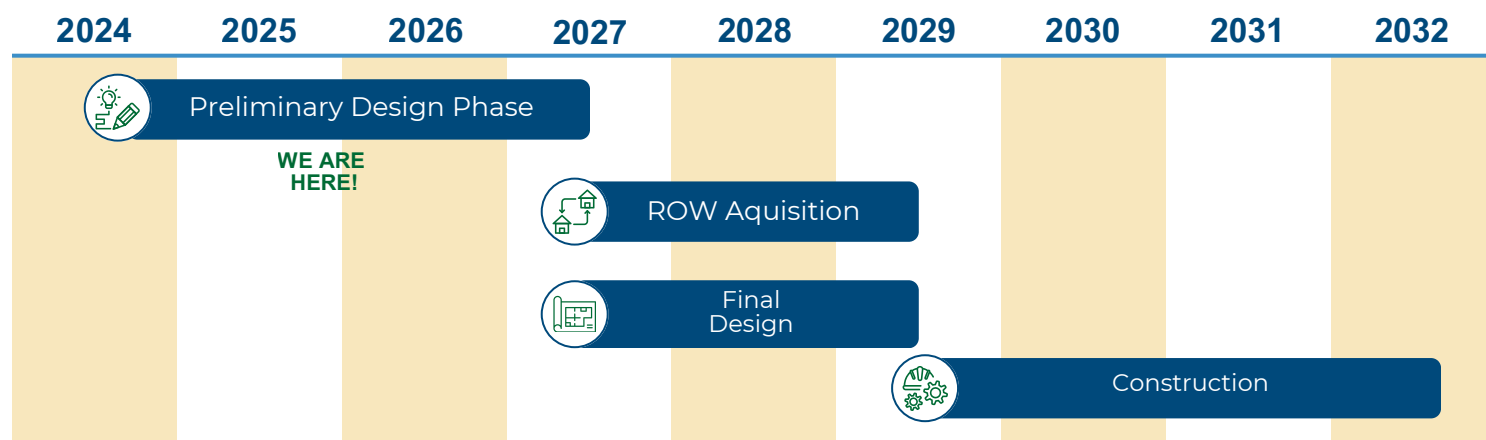 2024 2025 2026 2027 2028 2029 2030 2031 2032
Preliminary Design Phase
WE ARE
HERE!
ROW Aquisition
Final
Design
Construction